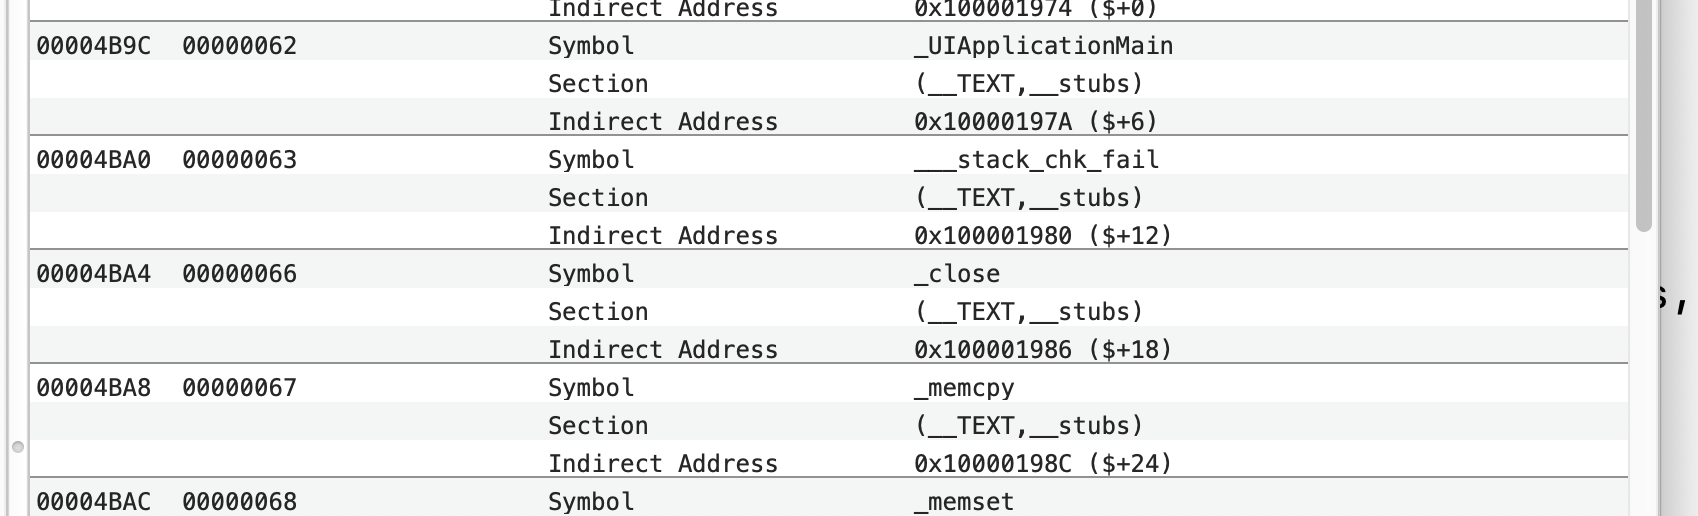 Indirect Address 0x100001974 ($+0)
00004B9C 00000062 Symbol _UIApplicationMain
Section (__TEXT,__stubs)
Indirect Address 0x10000197A ($+6)
00004BA0 00000063 Symbol ___stack_chk_fail
Section (__TEXT,__stubs)
Indirect Address 0x100001980 ($+12)
00004BA4 00000066 Symbol _close
Section (__TEXT,__stubs)
Indirect Address 0x100001986 ($+18)
00004BA8 00000067 Symbol _memcpy
Section (__TEXT,__stubs)
Indirect Address 0x10000198C ($+24)
00004BAC 00000068 Symbol _memset